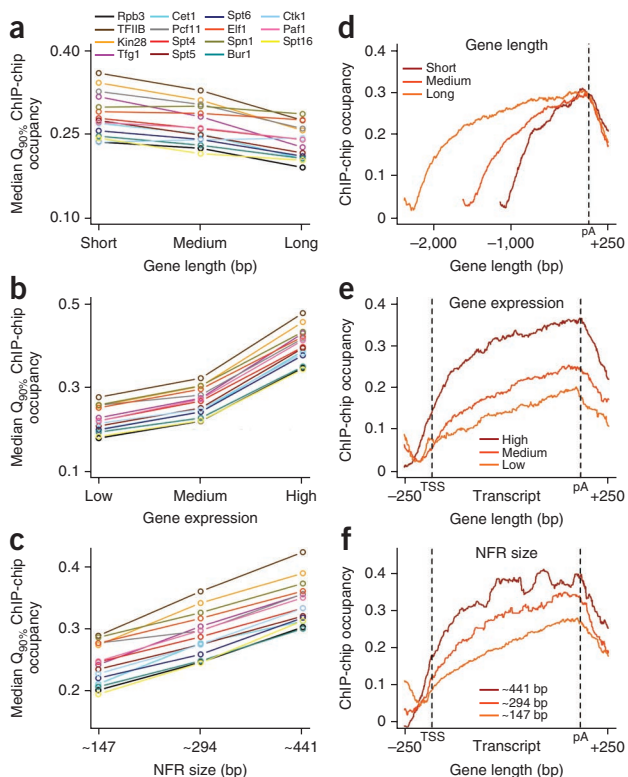 a
Rpb3 Cet1 Spt6 Ctk1
TFIIB Pcf11 Elf1 Paf1
Kin28 Spt4 Spn1 Spt16
Tfg1 Spt5 Bur1
Median Q90% ChIP-chip
occupancy
0.40
0.25
0.10
Short Medium Long
Gene length (bp)
b
Median Q90% ChIP-chip
occupancy
0.5
0.3
0.1
Low Medium High
Gene expression
c
Median Q90% ChIP-chip
occupancy
0.4
0.3
0.2
~147 ~294 ~441
NFR size (bp)
d
Gene length
Short
Medium
Long
ChIP-chip occupancy
0.4
0.3
0.2
0.1
0
–2,000 –1,000 pA +250
Gene length (bp)
e
Gene expression
ChIP-chip occupancy
0.4
0.3
0.2
0.1
0
High
Medium
Low
–250 TSS Transcript pA +250
Gene length (bp)
f
NFR size
ChIP-chip occupancy
0.4
0.3
0.2
0.1
0
~441 bp
~294 bp
~147 bp
–250 TSS Transcript pA +250
Gene length (bp)